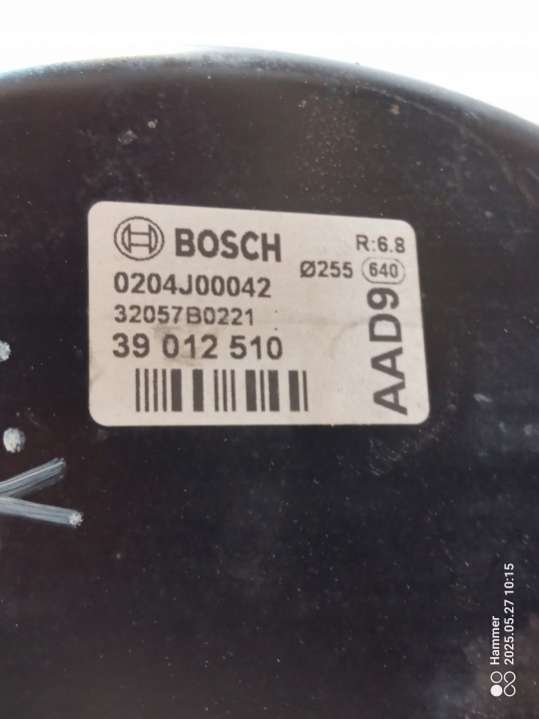 BOSCH
R:6.8
0204J00042
Ø255 640
32057B0221
39 012 510
AAD9
Hammer
2025.05.27 10:15